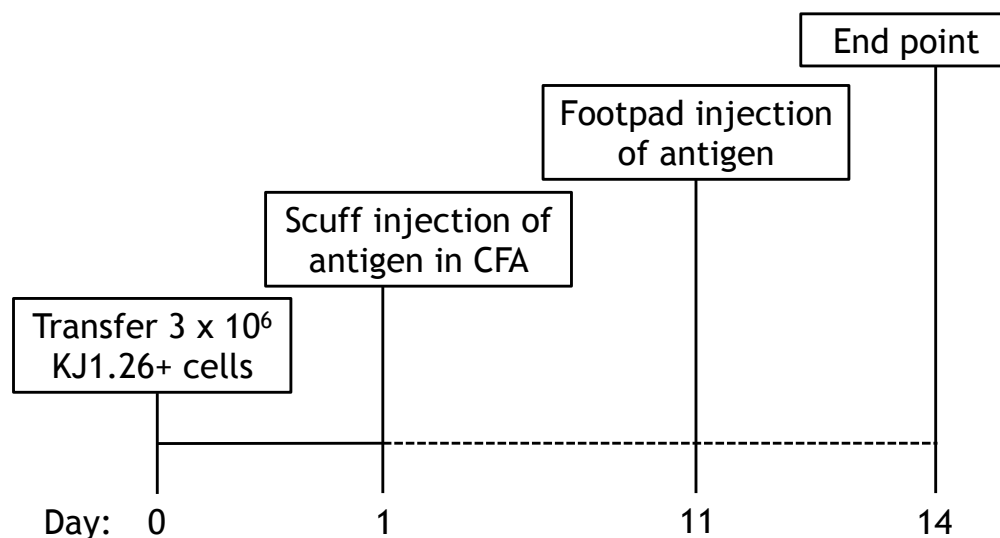 End point
Footpad injection
of antigen
Scuff injection of
antigen in CFA
Transfer 3 x 10⁶
KJ1.26+ cells
Day: 0 1 11 14